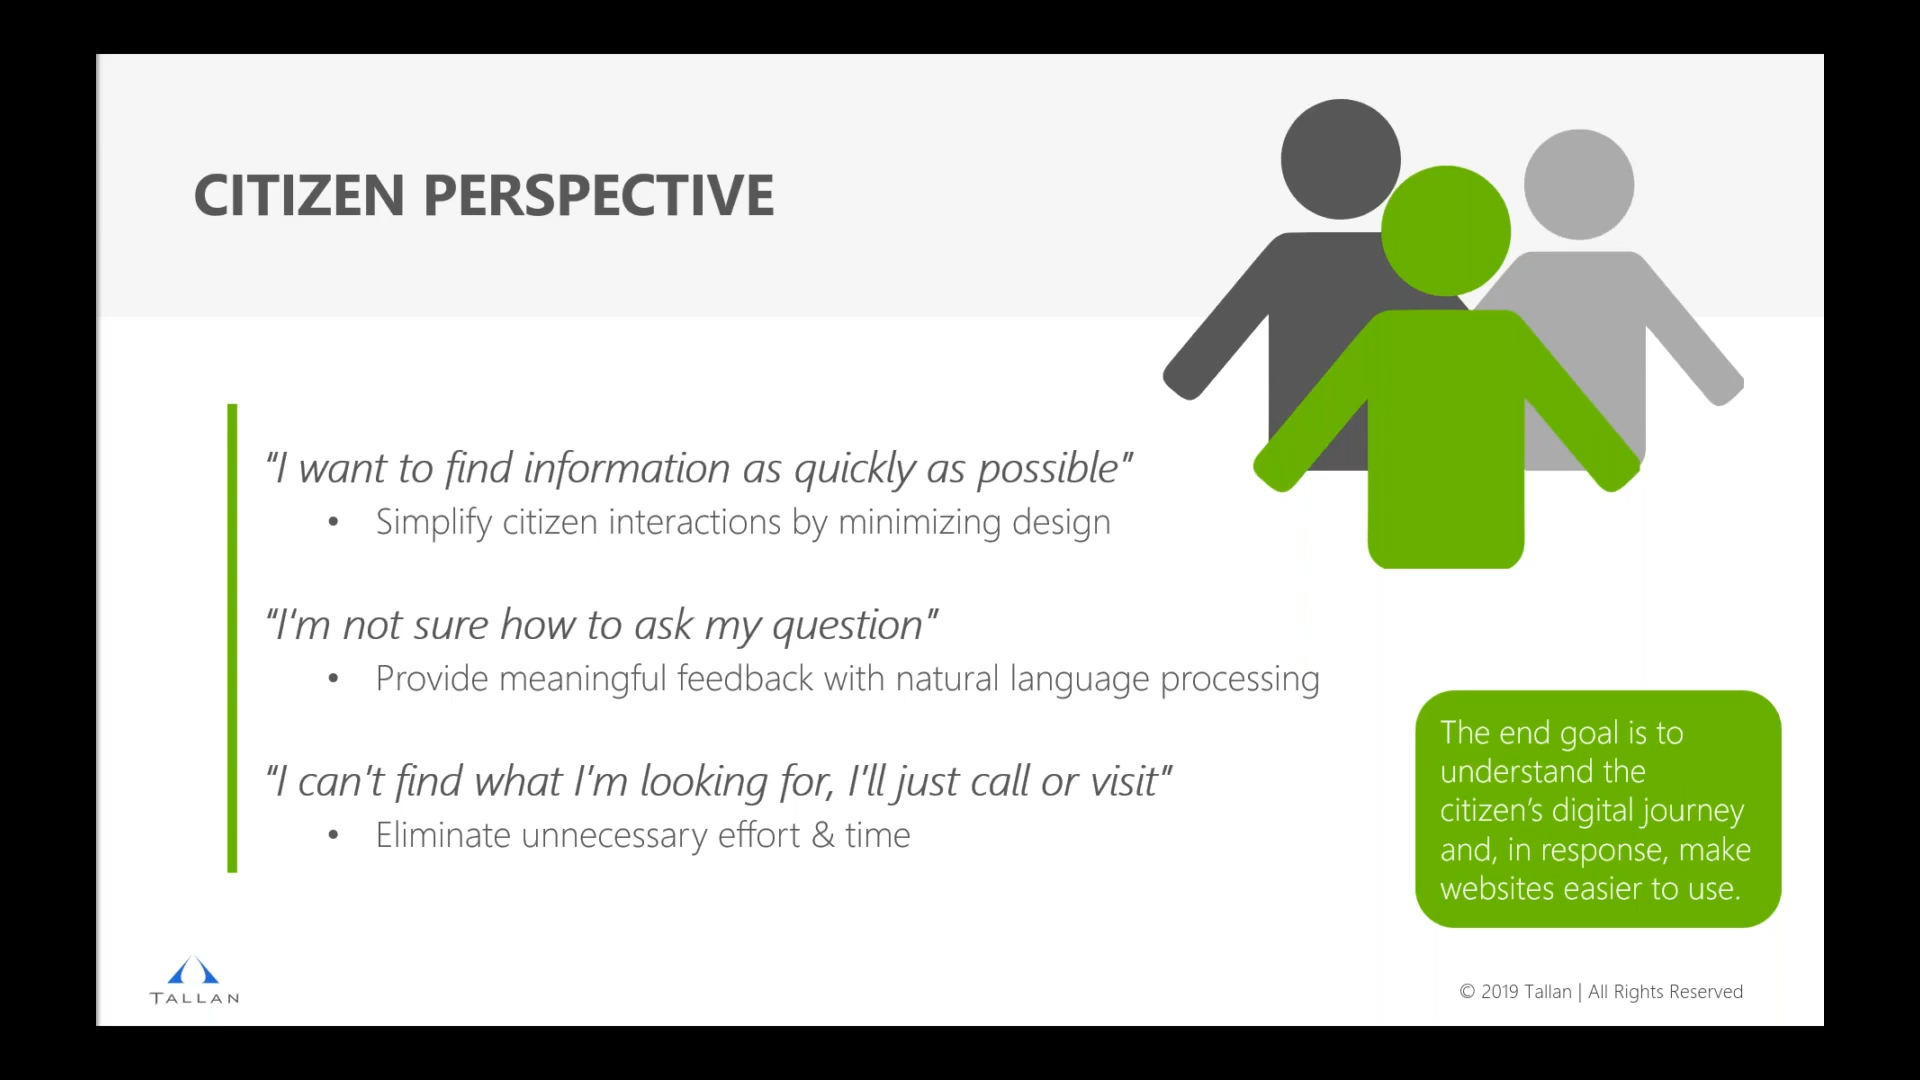 CITIZEN PERSPECTIVE
"I want to find information as quickly as possible"
• Simplify citizen interactions by minimizing design
"I'm not sure how to ask my question"
• Provide meaningful feedback with natural language processing
"I can't find what I'm looking for, I'll just call or visit"
• Eliminate unnecessary effort & time
The end goal is to
understand the
citizen's digital journey
and, in response, make
websites easier to use.
TALLAN
© 2019 Tallan | All Rights Reserved